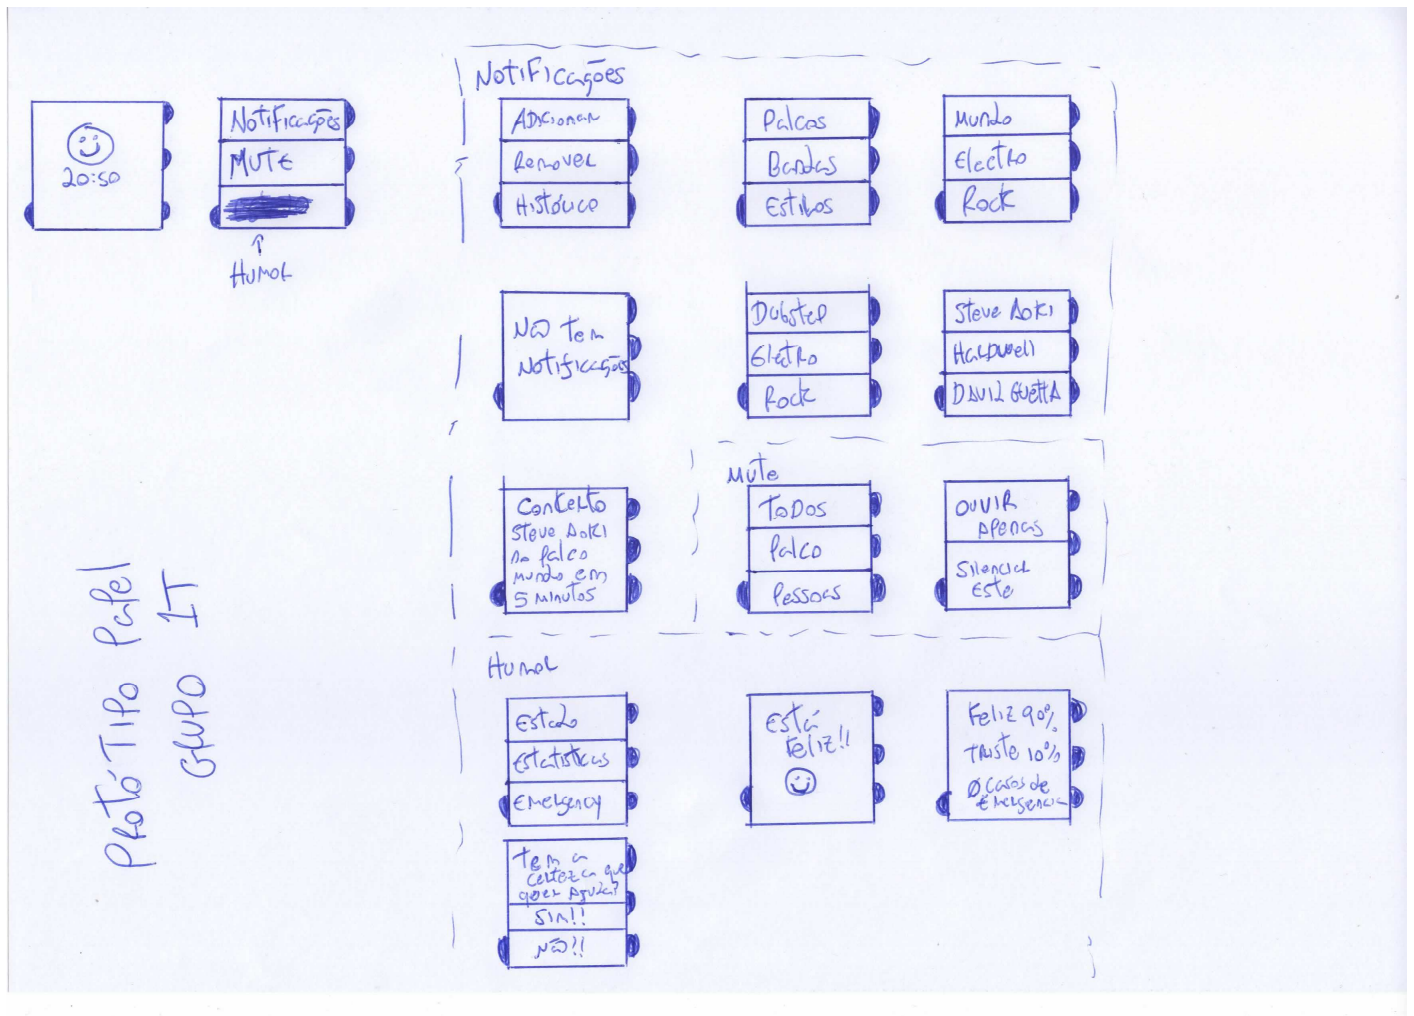 20:50
Notificações
Mute
Humor
Notificações
Adicionar
Remover
Histórico
Palcos
Bandas
Estilos
Mundo
Electro
Rock
Não tem
Notificações
Dubstep
Eletro
Rock
Steve Aoki
Hardwell
David Guetta
Concerto
Steve Aoki
no palco
mundo em
5 minutos
Mute
Todos
Palco
Pessoas
Ouvir
Apenas
Silenciar
Este
Humor
Estado
Estatisticas
Emergency
Está
Feliz!!
Feliz 90%
Triste 10%
0 casos de
Emergencia
Tem a
certeza que
quer Ajuda?
Sim!!
Não!!
Protótipo Papel
Grupo IT